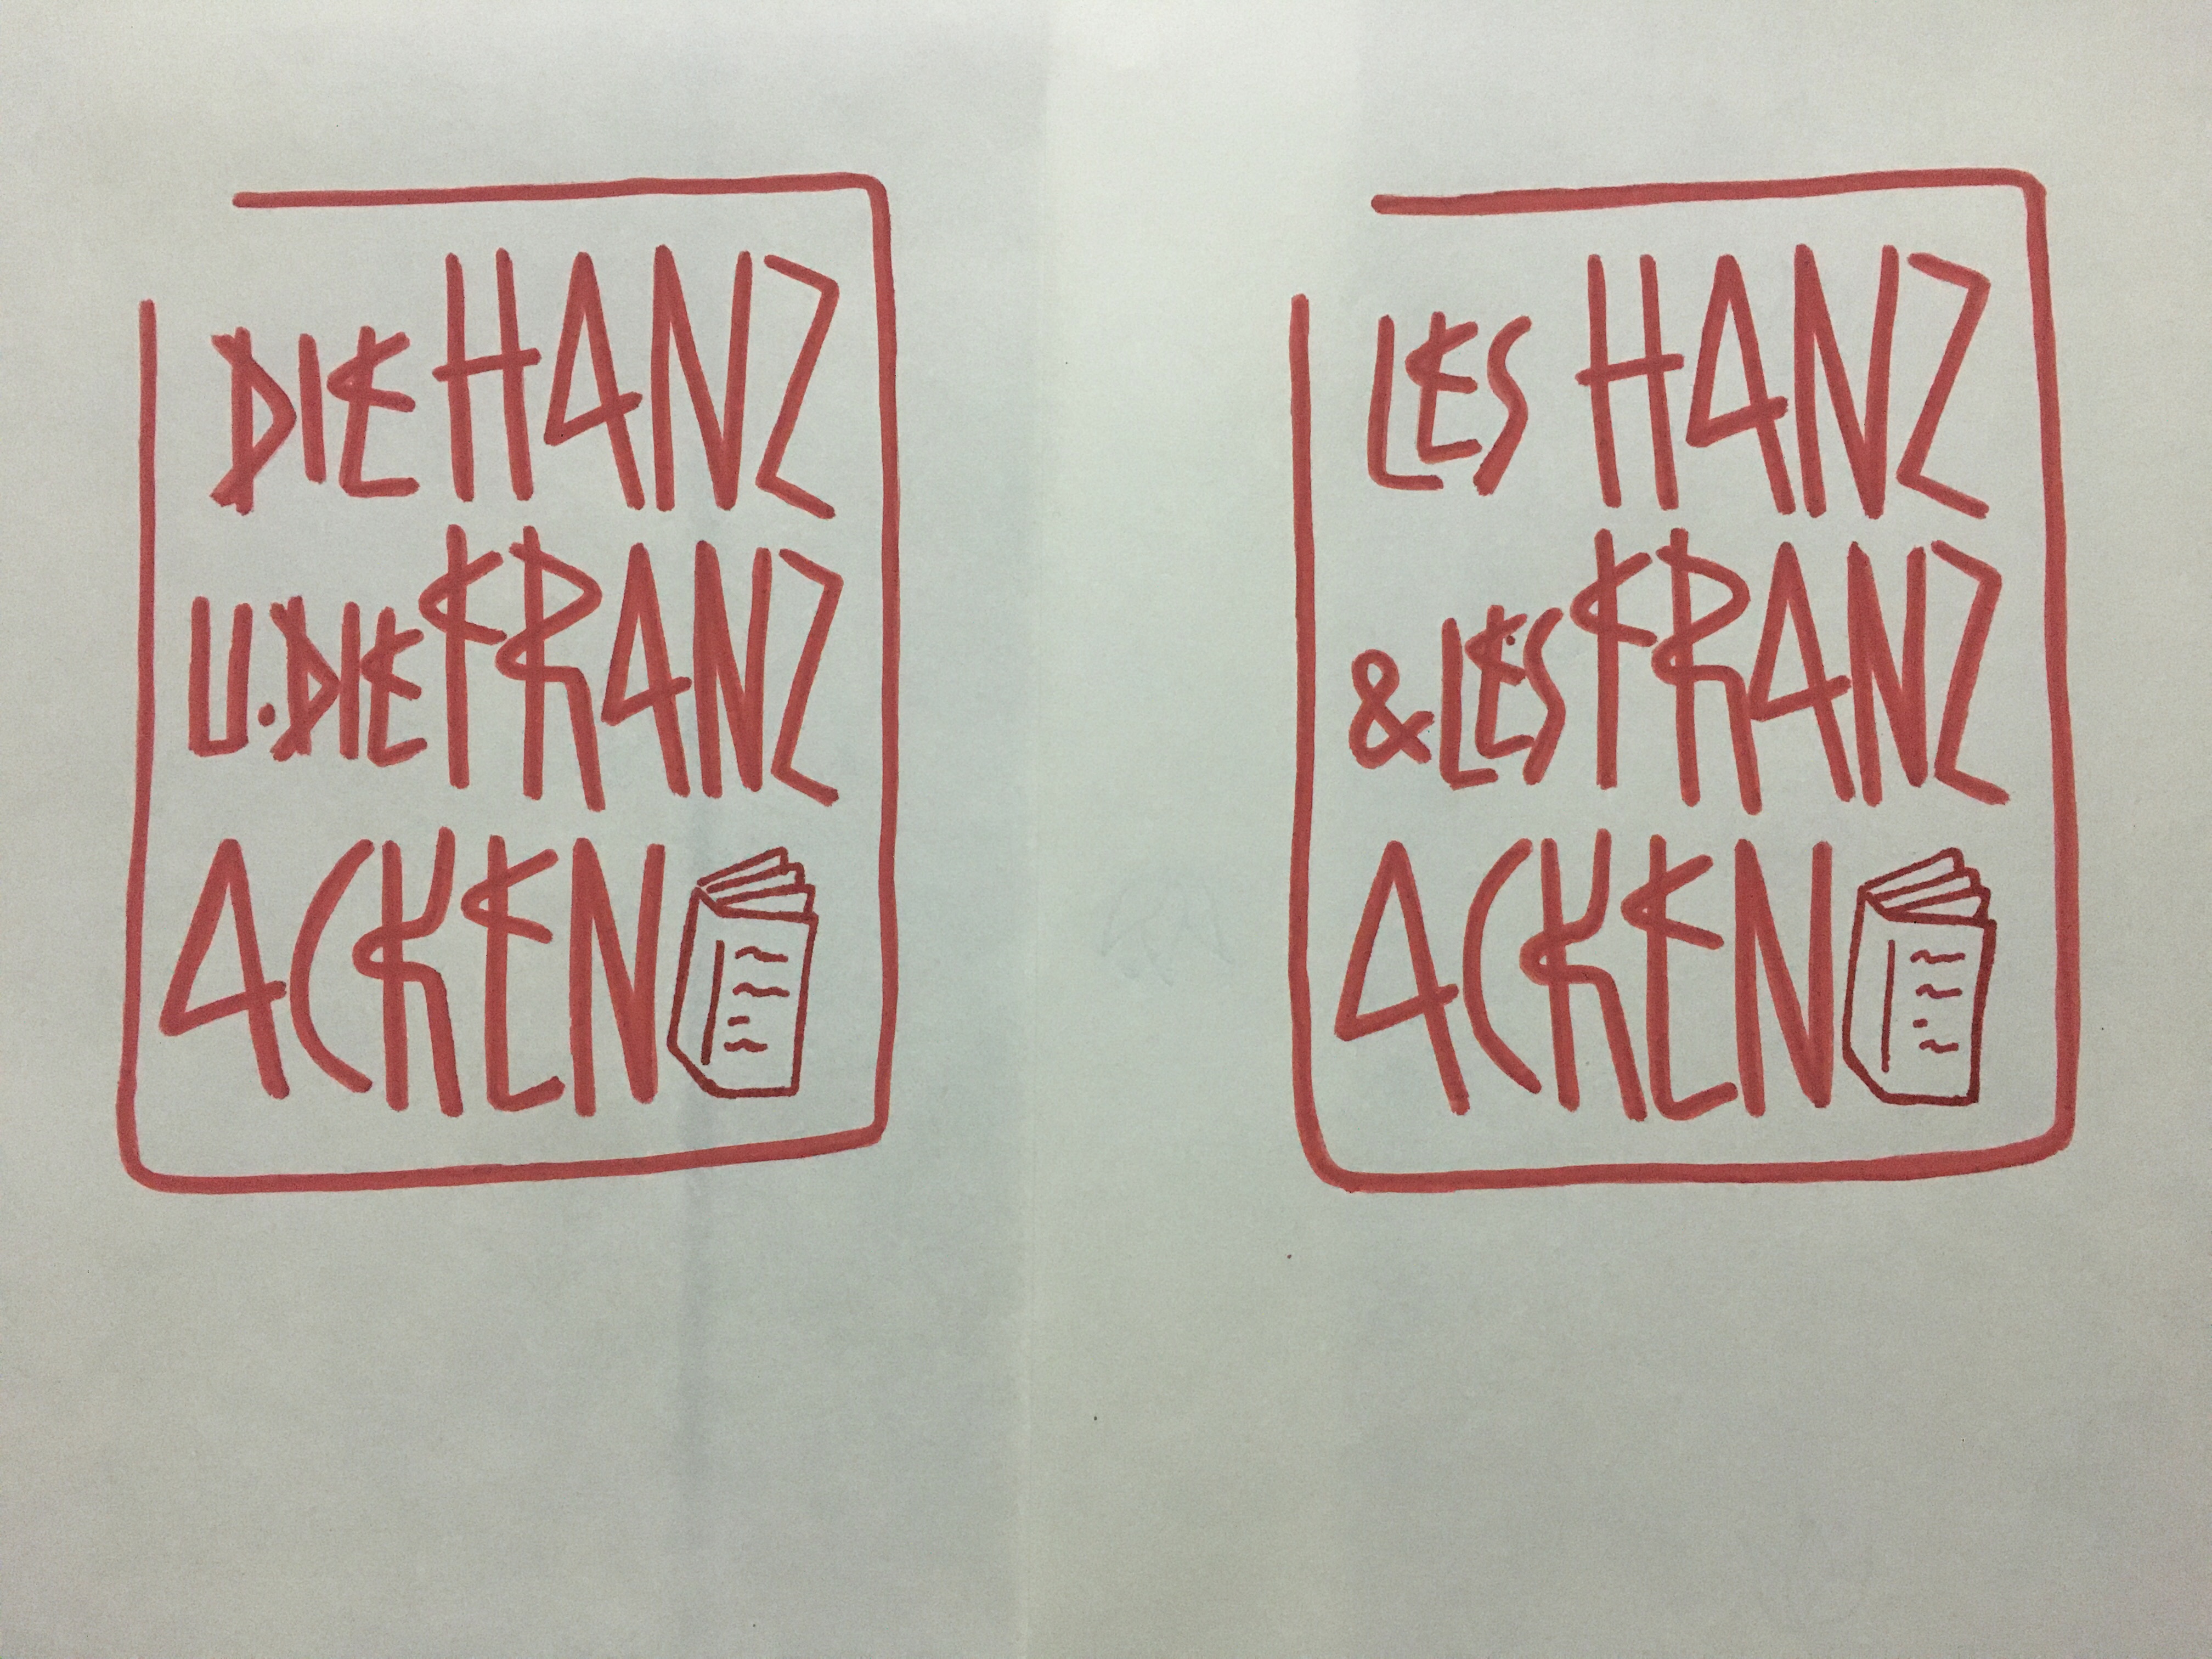 DIE HANZ
U. DIE FRANZ
ACKEN
LES HANZ
& LES FRANZ
ACKEN